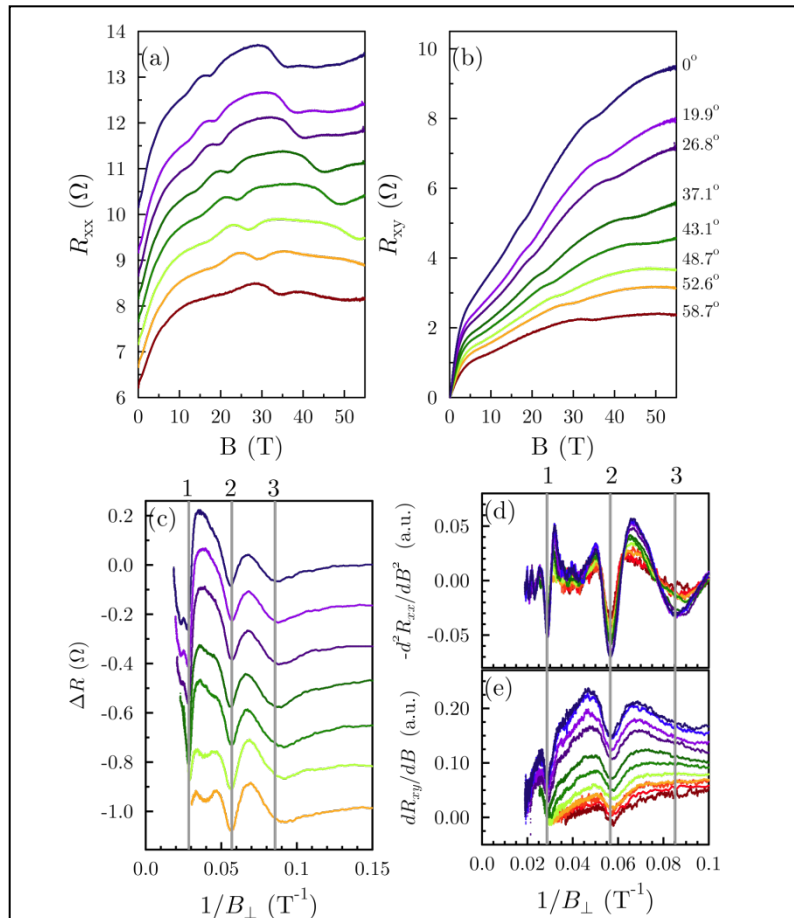 (a)
14
13
12
11
10
9
8
7
6
R_xx (Ω)
0 10 20 30 40 50
B (T)
(b)
10
8
6
4
2
0
R_xy (Ω)
0 10 20 30 40 50
B (T)
0°
19.9°
26.8°
37.1°
43.1°
48.7°
52.6°
58.7°
1 2 3
(c)
0.2
0.0
-0.2
-0.4
-0.6
-0.8
-1.0
ΔR (Ω)
0.0 0.05 0.10 0.15
1/B⊥ (T⁻¹)
1 2 3
(d)
0.05
0.00
-0.05
-d²R_xx/dB² (a.u.)
(e)
0.20
0.10
0.00
dR_xy/dB (a.u.)
0.0 0.02 0.04 0.06 0.08 0.1
1/B⊥ (T⁻¹)